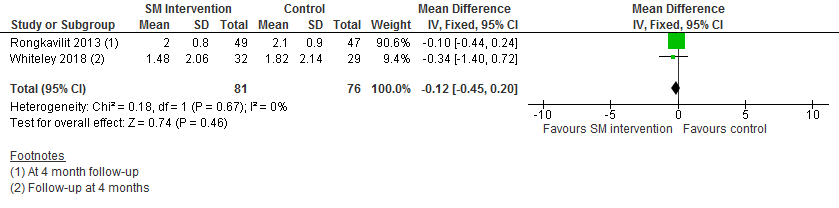 SM Intervention Control Mean Difference Mean Difference
Study or Subgroup Mean SD Total Mean SD Total Weight IV, Fixed, 95% CI IV, Fixed, 95% CI
Rongkavilit 2013 (1) 2 0.8 49 2.1 0.9 47 90.6% -0.10 [-0.44, 0.24]
Whiteley 2018 (2) 1.48 2.06 32 1.82 2.14 29 9.4% -0.34 [-1.40, 0.72]
Total (95% CI) 81 76 100.0% -0.12 [-0.45, 0.20]
Heterogeneity: Chi² = 0.18, df = 1 (P = 0.67); I² = 0%
Test for overall effect: Z = 0.74 (P = 0.46)
-10 -5 0 5 10
Favours SM intervention Favours control
Footnotes
(1) At 4 month follow-up
(2) Follow-up at 4 months